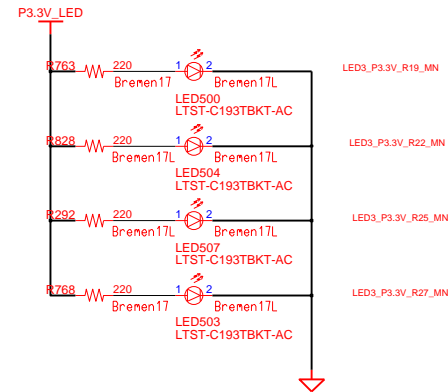 P3.3V_LED
R763 220 1 2 LED3_P3.3V_R19_MN
Bremen17 Bremen17L
LED500
LTST-C193TBKT-AC
R828 220 1 2 LED3_P3.3V_R22_MN
Bremen17L Bremen17L
LED504
LTST-C193TBKT-AC
R292 220 1 2 LED3_P3.3V_R25_MN
Bremen17L Bremen17L
LED507
LTST-C193TBKT-AC
R768 220 1 2 LED3_P3.3V_R27_MN
Bremen17 Bremen17L
LED503
LTST-C193TBKT-AC